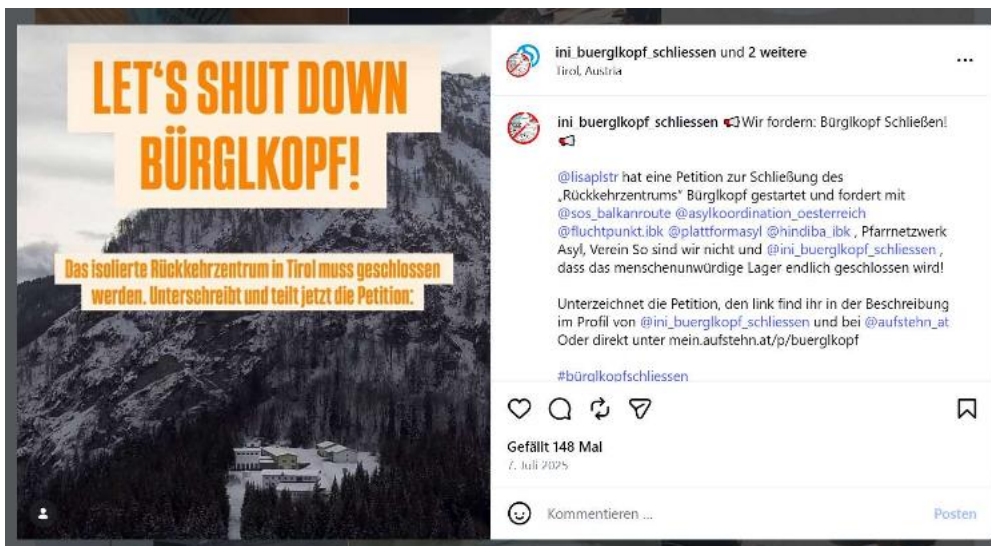 LET'S SHUT DOWN
BÜRGLKOPF!
Das isolierte Rückkehrzentrum in Tirol muss geschlossen
werden. Unterschreibt und teilt jetzt die Petition:
ini_buerglkopf_schliessen und 2 weitere
Tirol, Austria
ini_buerglkopf_schliessen 📢Wir fordern: Bürglkopf Schließen!
📢
@lisaplstr hat eine Petition zur Schließung des
„Rückkehrzentrums" Bürglkopf gestartet und fordert mit
@sos_balkanroute @asylkoordination_oesterreich
@fluchtpunkt.ibk @plattformasyl @hindiba_ibk , Pfarrnetzwerk
Asyl, Verein So sind wir nicht und @ini_buerglkopf_schliessen ,
dass das menschenunwürdige Lager endlich geschlossen wird!
Unterzeichnet die Petition, den link find ihr in der Beschreibung
im Profil von @ini_buerglkopf_schliessen und bei @aufstehn_at
Oder direkt unter mein.aufstehn.at/p/buerglkopf
#bürglkopfschliessen
Gefällt 148 Mal
7. Juli 2025
Kommentieren ...
Posten